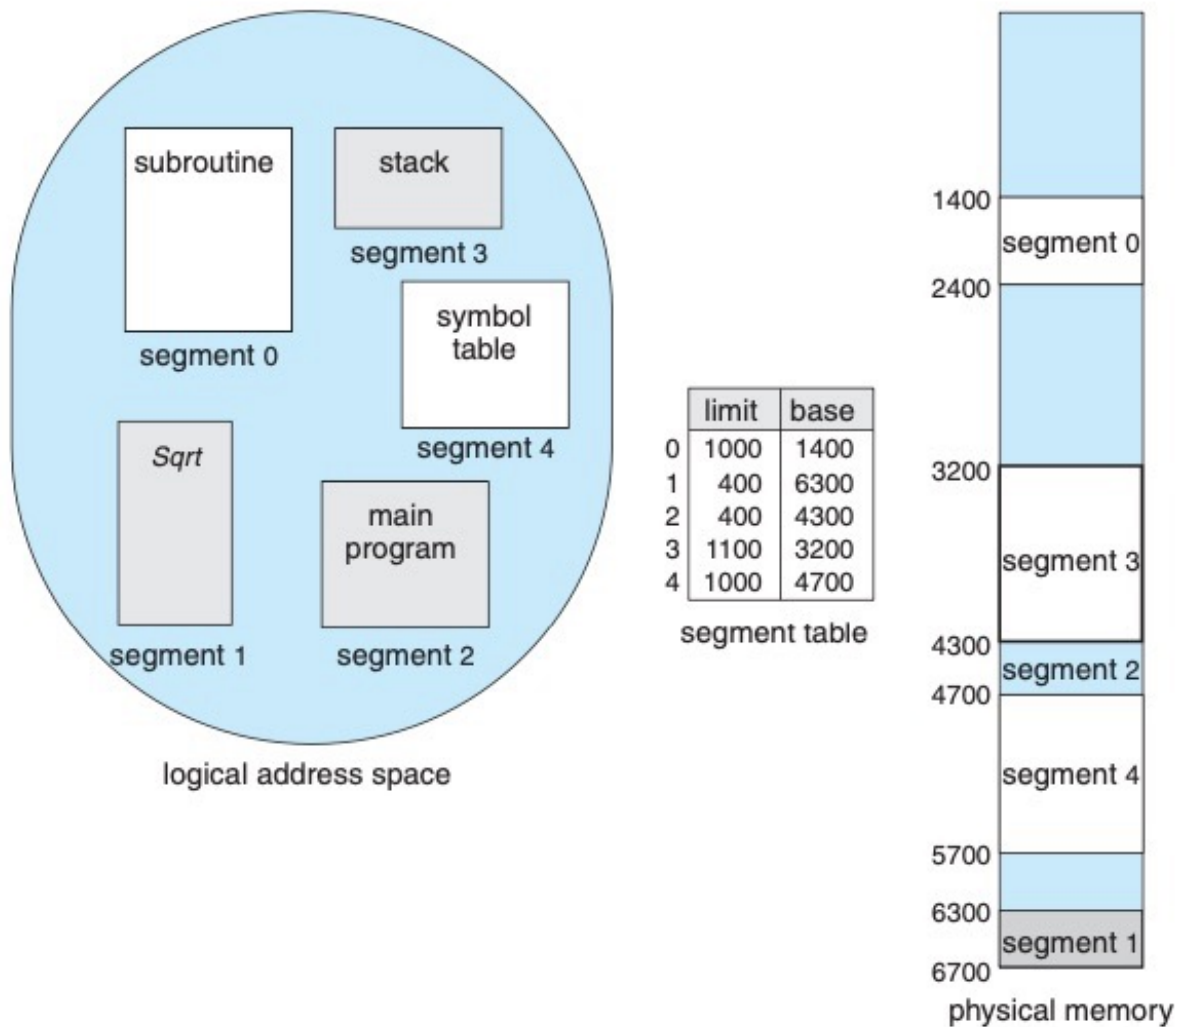 subroutine
segment 0
stack
segment 3
symbol
table
segment 4
Sqrt
segment 1
main
program
segment 2
logical address space
limit base
0 1000 1400
1 400 6300
2 400 4300
3 1100 3200
4 1000 4700
segment table
1400
segment 0
2400
3200
segment 3
4300
segment 2
4700
segment 4
5700
6300
segment 1
6700
physical memory